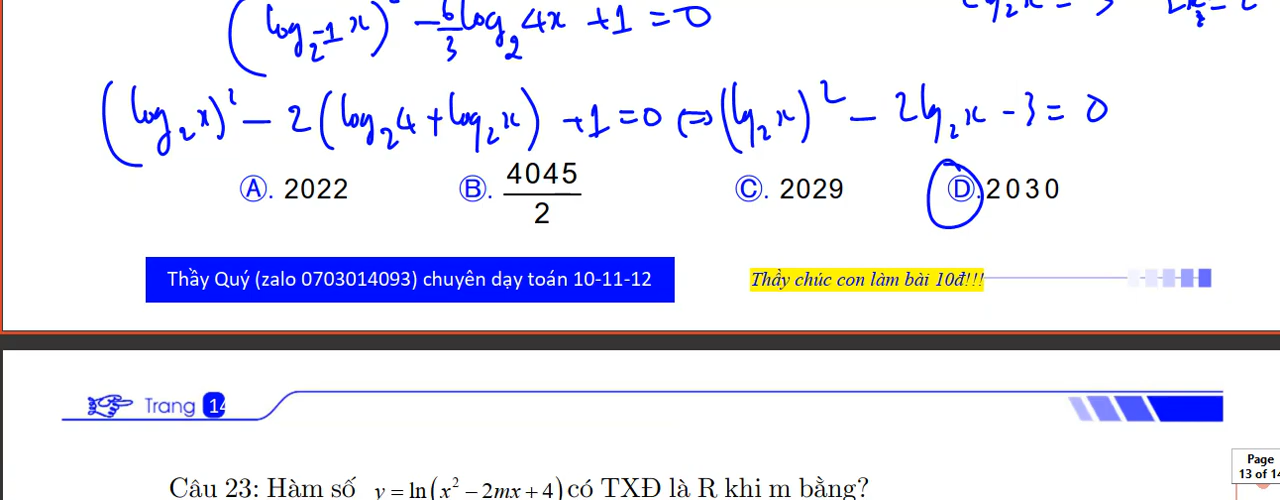 (log_{2^{-1}} x)^2 - 6/3 log_2 4x + 1 = 0
(log_2 x)^2 - 2(log_2 4 + log_2 x) + 1 = 0 ⇔ (lg_2 x)^2 - 2lg_2 x - 3 = 0
A. 2022 B. 4045/2 C. 2029 D. 2030
Thầy Quý (zalo 0703014093) chuyên dạy toán 10-11-12 Thầy chúc con làm bài 10đ!!!
Trang 14
Page
13 of 14
Câu 23: Hàm số y = ln(x² − 2mx + 4) có TXĐ là R khi m bằng?